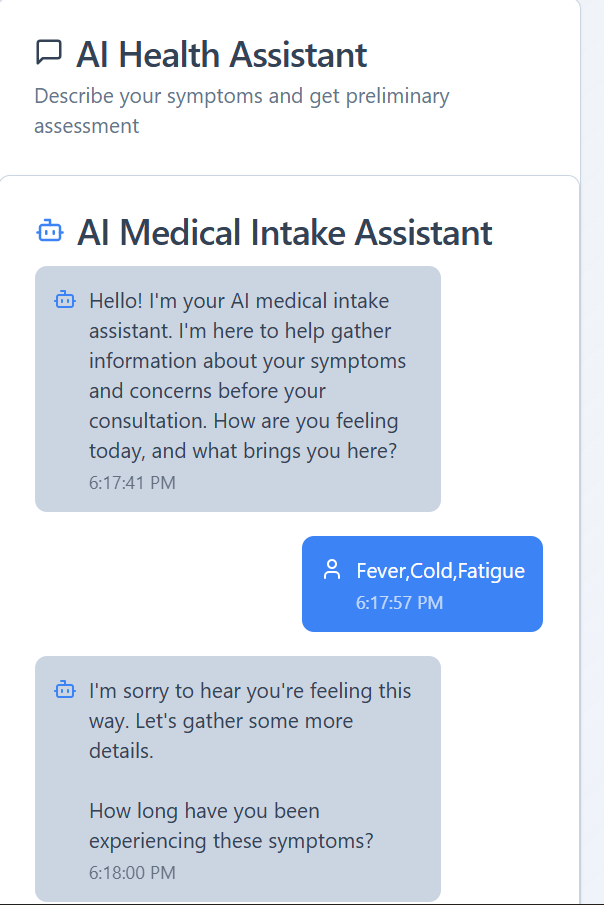 AI Health Assistant
Describe your symptoms and get preliminary
assessment
AI Medical Intake Assistant
Hello! I'm your AI medical intake
assistant. I'm here to help gather
information about your symptoms
and concerns before your
consultation. How are you feeling
today, and what brings you here?
6:17:41 PM
Fever,Cold,Fatigue
6:17:57 PM
I'm sorry to hear you're feeling this
way. Let's gather some more
details.
How long have you been
experiencing these symptoms?
6:18:00 PM